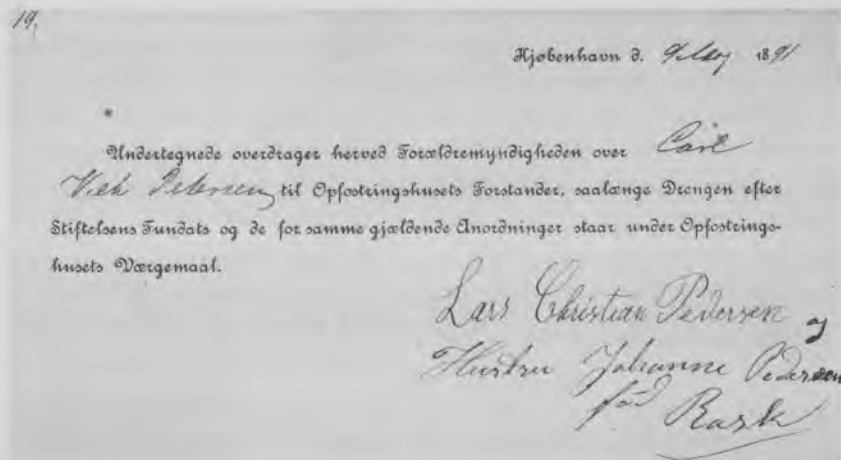 19,
Kjøbenhavn d. 9 Maj 1891
Undertegnede overdrager herved Forældremyndigheden over Carl
Vilh Petersen til Opfostringshusets Forstander, saalænge Drengen efter
Stiftelsens Fundats og de for samme gjældende Anordninger staar under Opfostrings-
husets Værgemaal.
Lars Christian Pedersen og
Hustru Johanne Pedersen
fød Rask